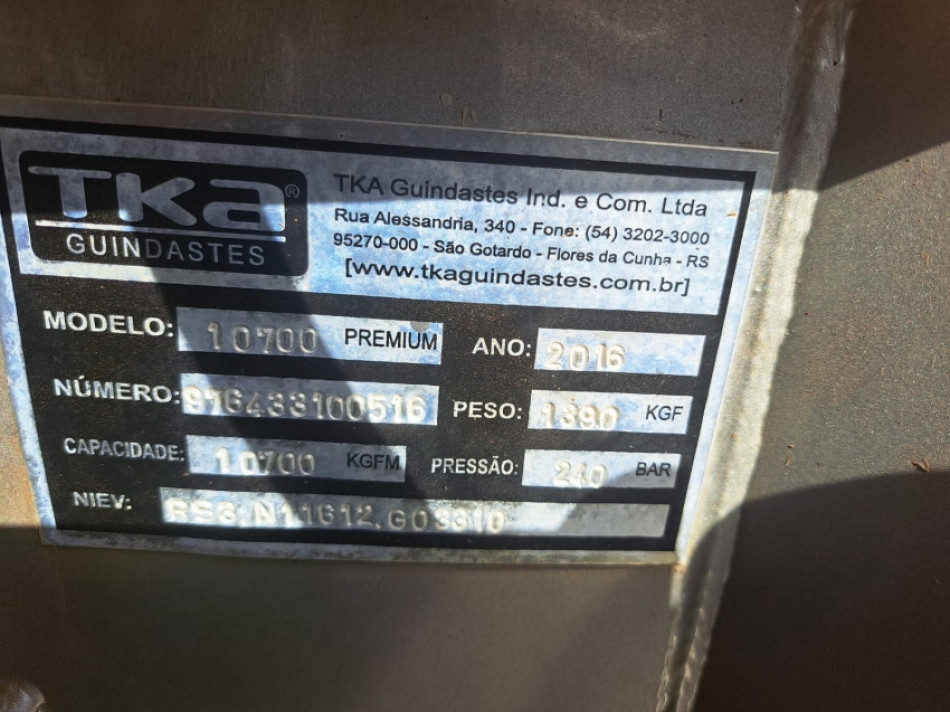 TKA® GUINDASTES
TKA Guindastes Ind. e Com. Ltda
Rua Alessandria, 340 - Fone: (54) 3202-3000
95270-000 - São Gotardo - Flores da Cunha - RS
[www.tkaguindastes.com.br]
MODELO: 10700 PREMIUM ANO: 2016
NÚMERO: 976433100516 PESO: 1390 KGF
CAPACIDADE: 10700 KGFM PRESSÃO: 240 BAR
NIEV: